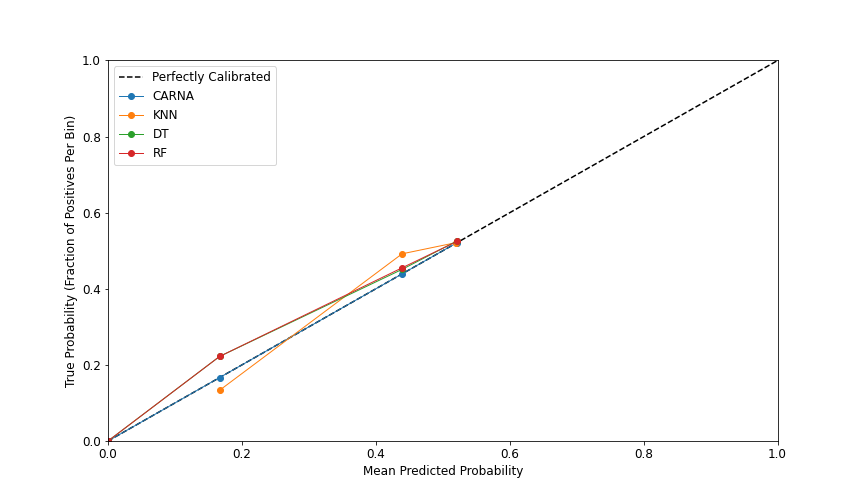 Perfectly Calibrated
CARNA
KNN
DT
RF
True Probability (Fraction of Positives Per Bin)
1.0
0.8
0.6
0.4
0.2
0.0
0.0 0.2 0.4 0.6 0.8 1.0
Mean Predicted Probability